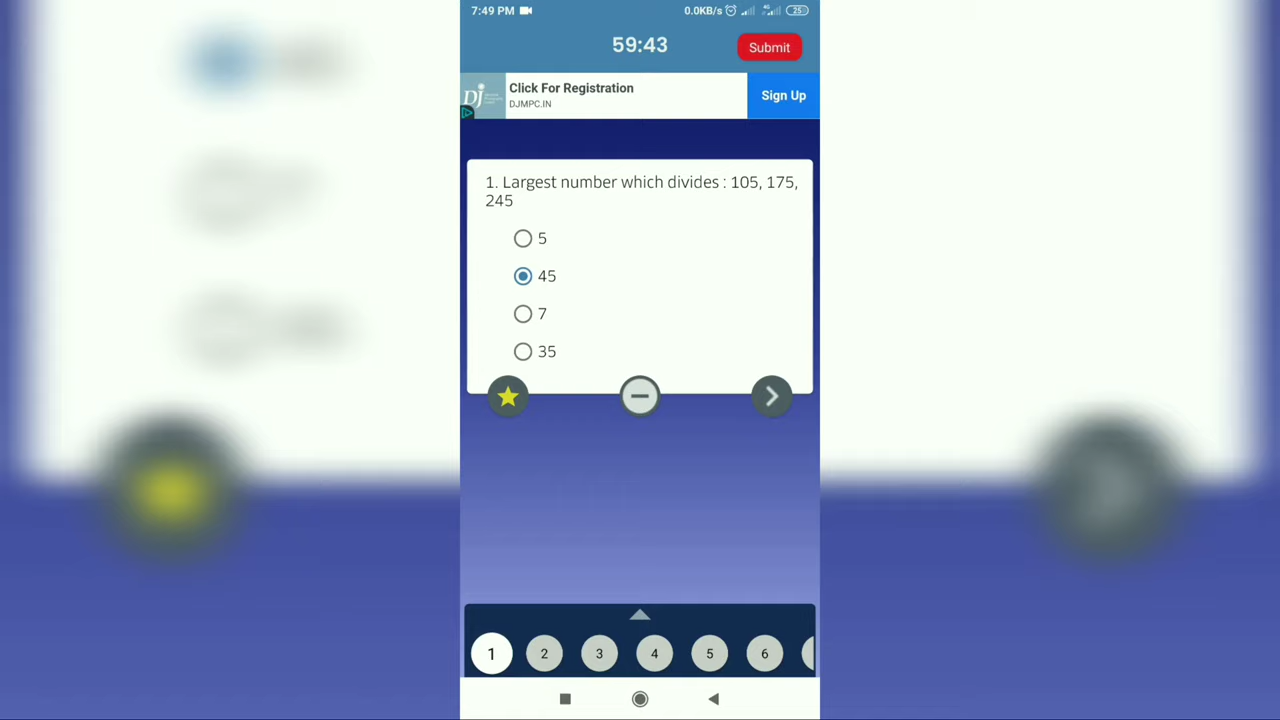 7:49 PM 0.0KB/s 4G 25
59:43 Submit
Click For Registration
DJMPC.IN
Sign Up
1. Largest number which divides : 105, 175,
245
5
45
7
35
1 2 3 4 5 6